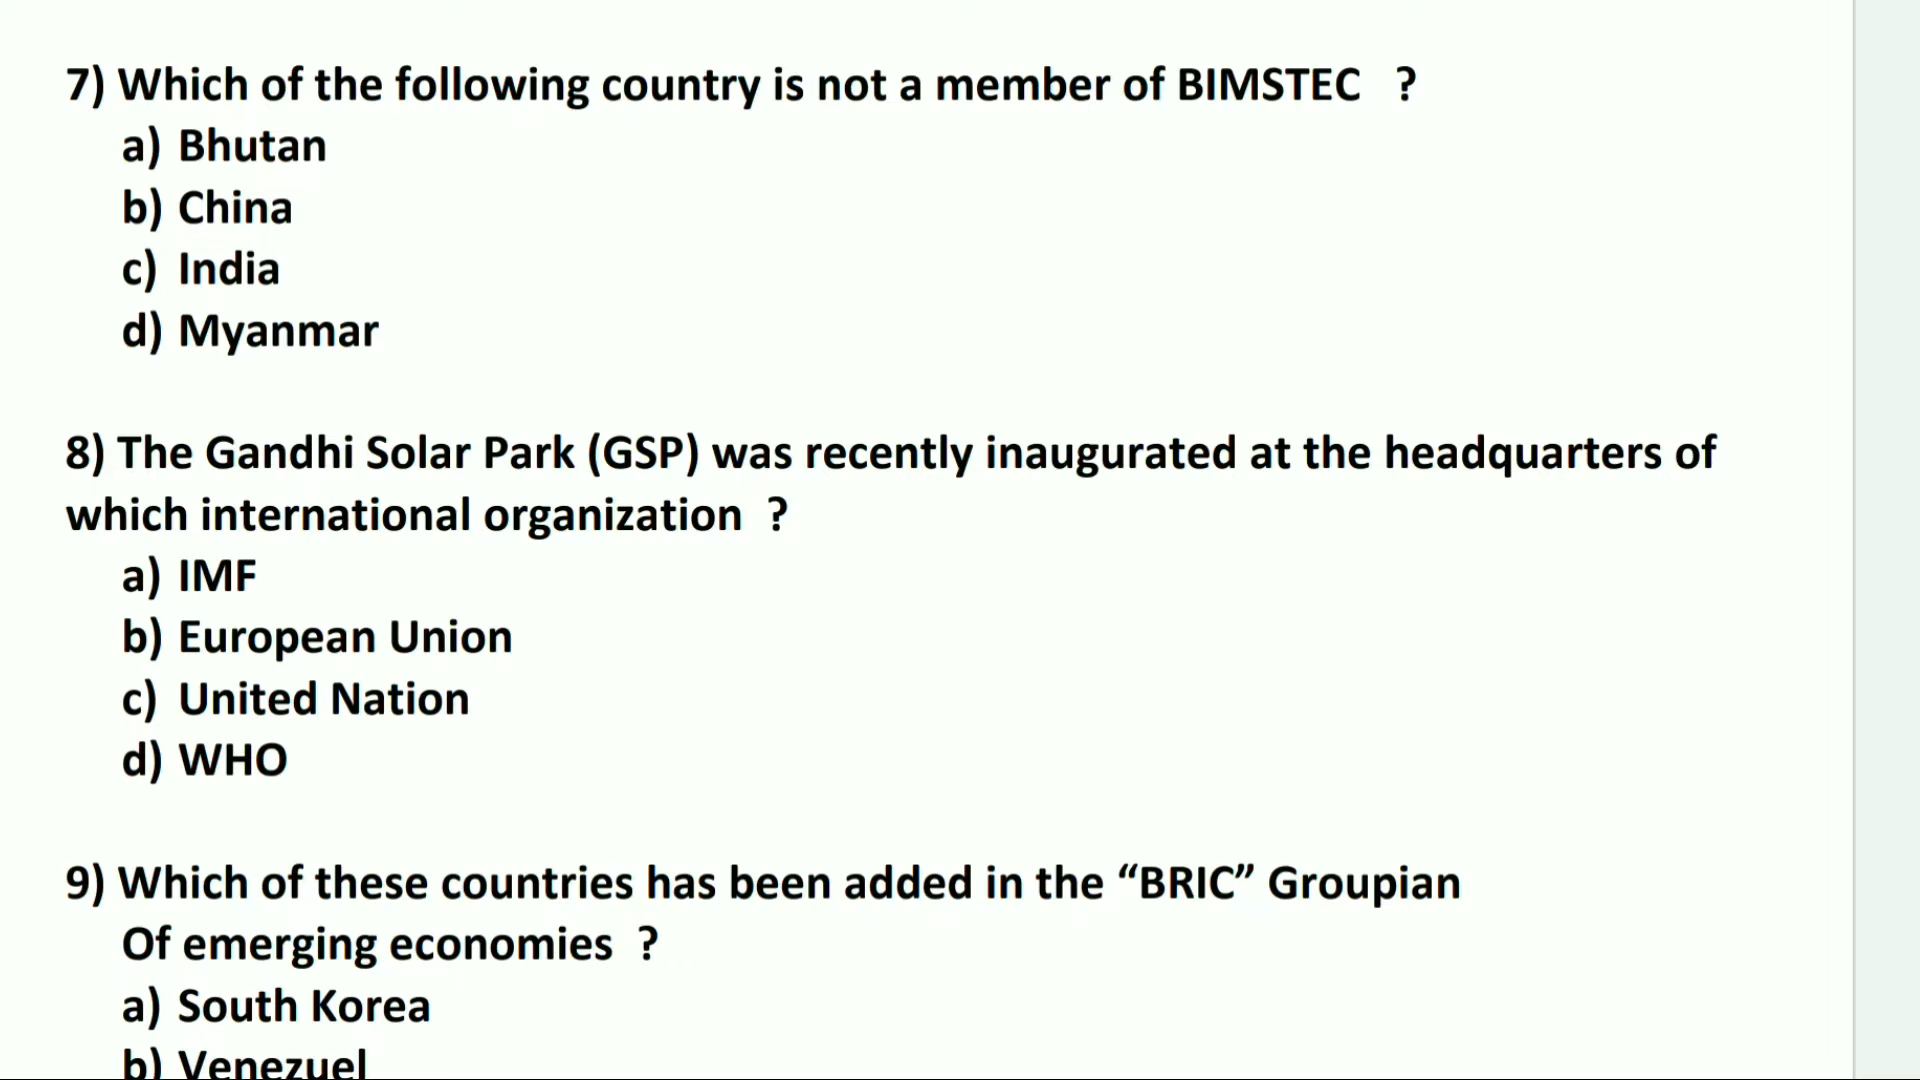 7) Which of the following country is not a member of BIMSTEC ?
a) Bhutan
b) China
c) India
d) Myanmar
8) The Gandhi Solar Park (GSP) was recently inaugurated at the headquarters of
which international organization ?
a) IMF
b) European Union
c) United Nation
d) WHO
9) Which of these countries has been added in the “BRIC” Groupian
Of emerging economies ?
a) South Korea
b) Venezuel